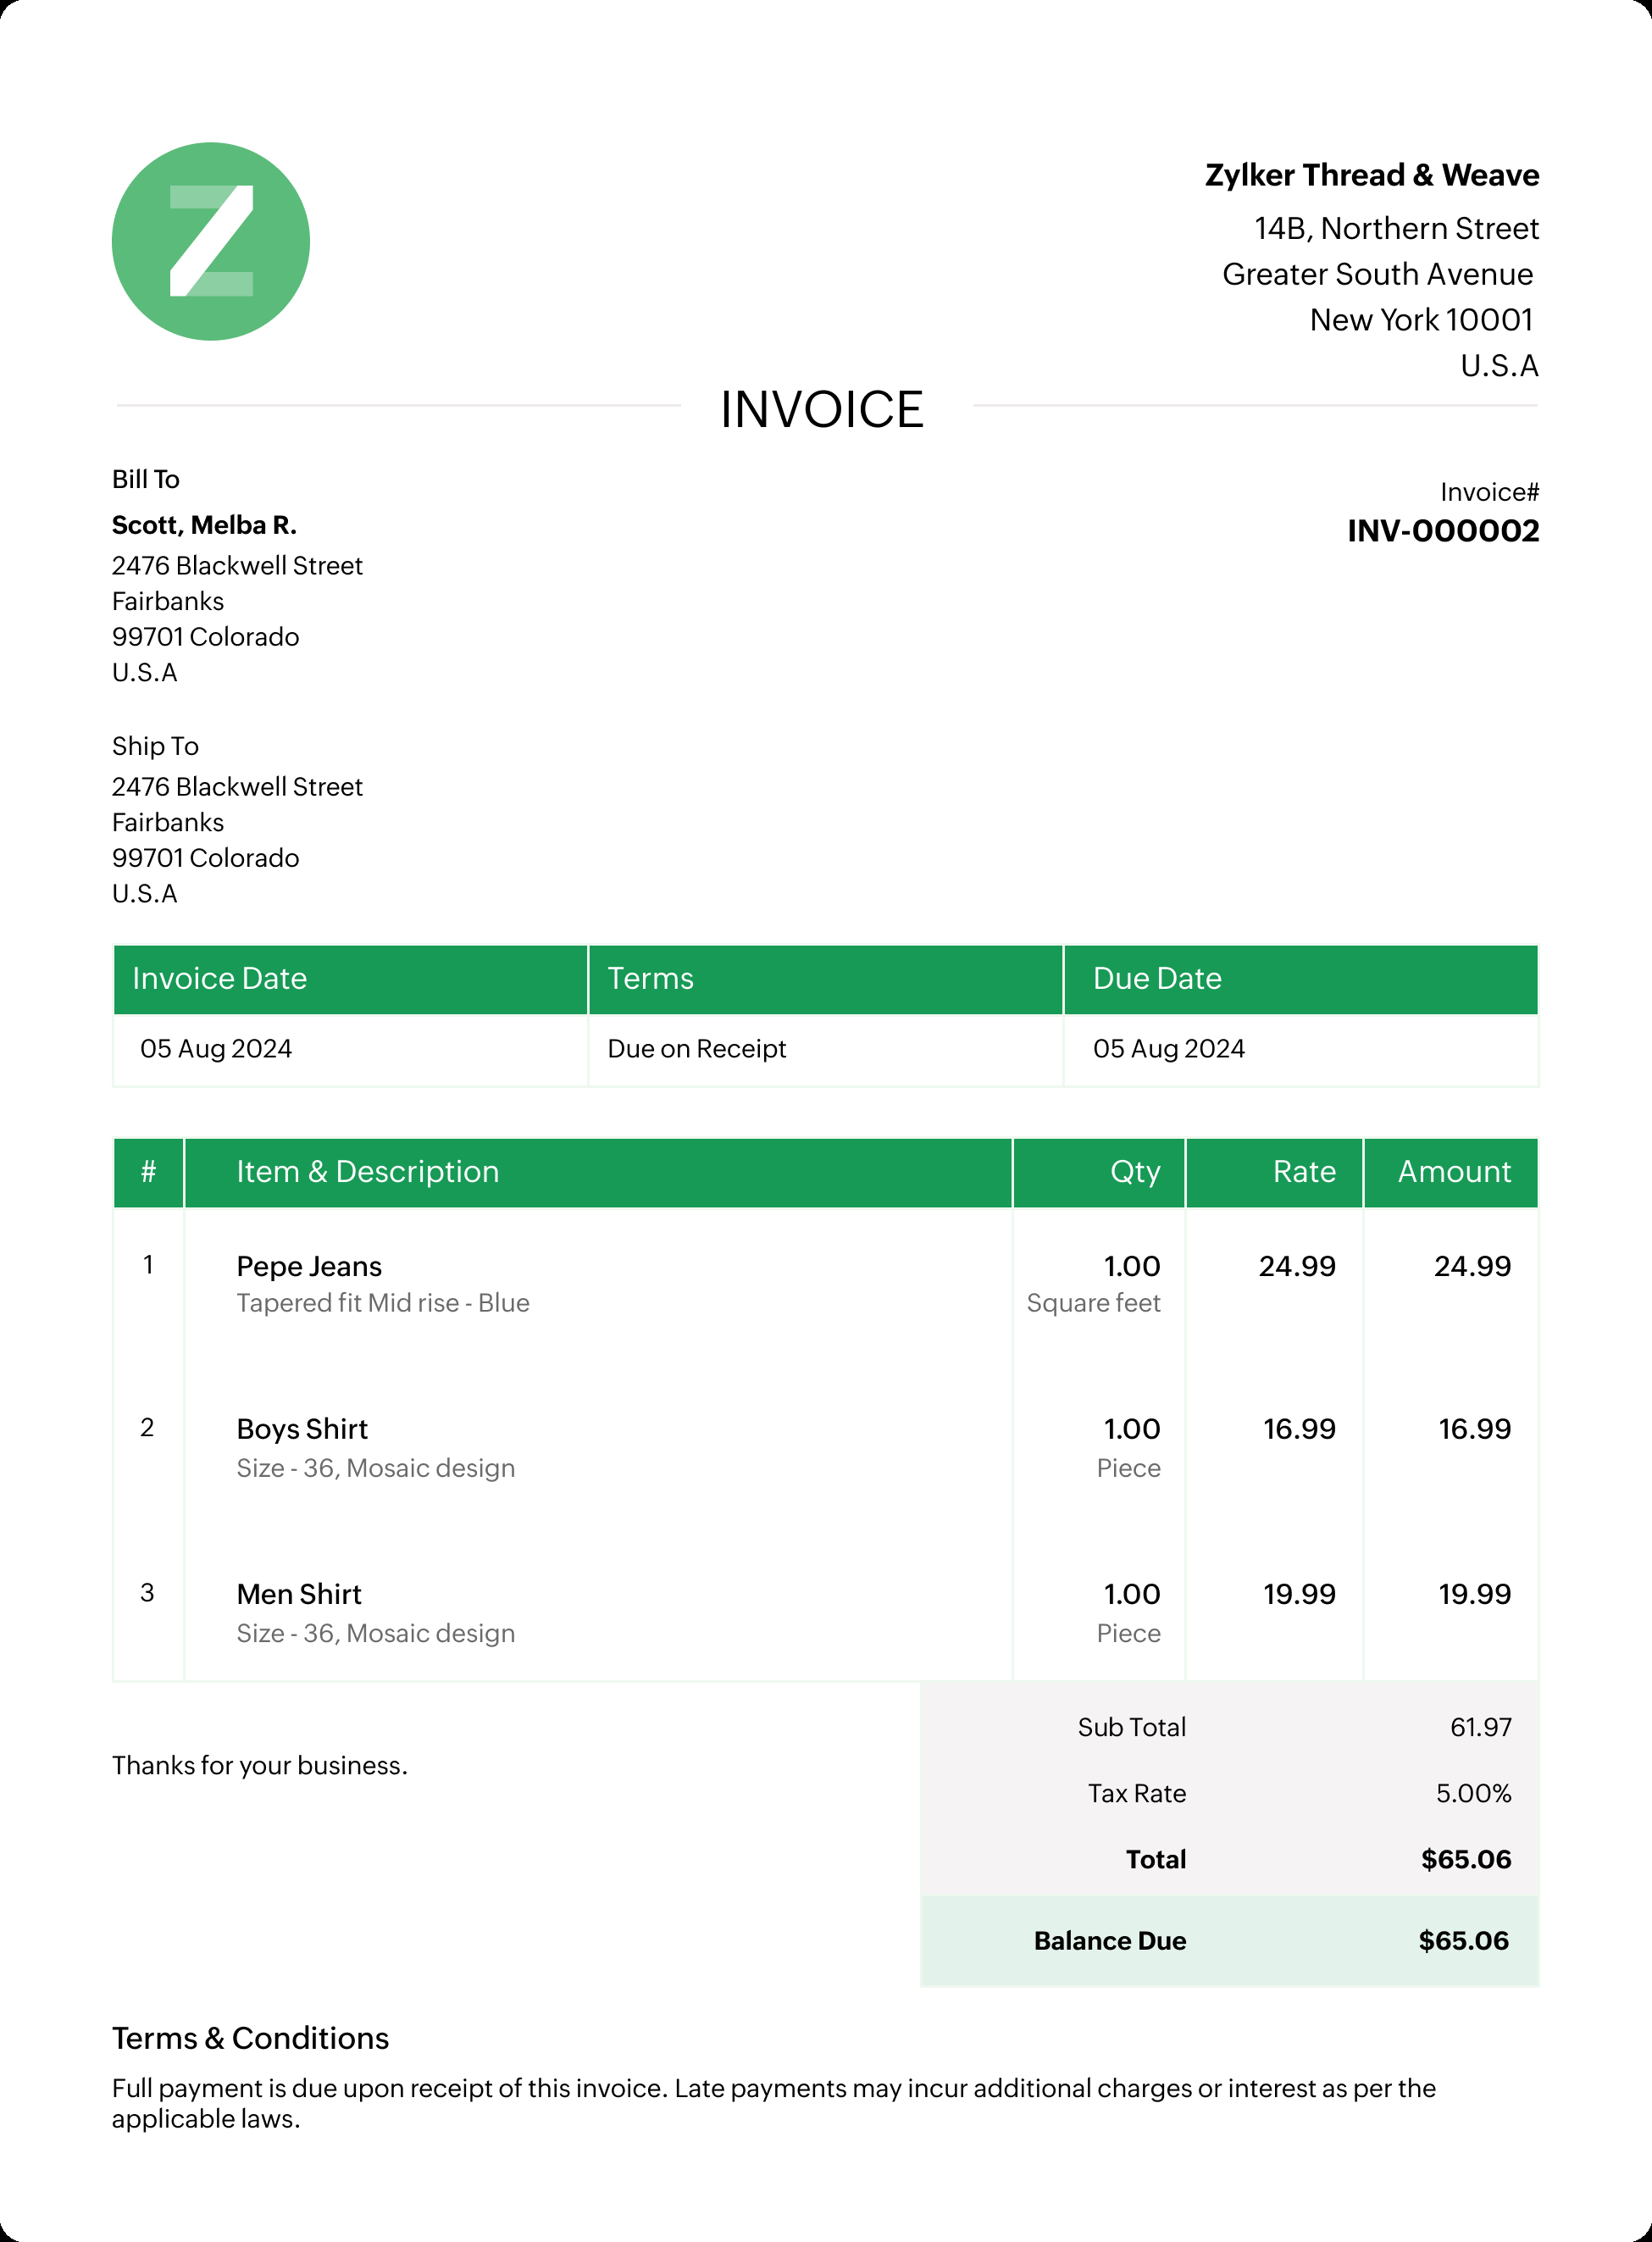 Z
Zylker Thread & Weave
14B, Northern Street
Greater South Avenue
New York 10001
U.S.A
INVOICE
Bill To
Scott, Melba R.
2476 Blackwell Street
Fairbanks
99701 Colorado
U.S.A
Invoice#
INV-000002
Ship To
2476 Blackwell Street
Fairbanks
99701 Colorado
U.S.A
Invoice Date Terms Due Date
05 Aug 2024 Due on Receipt 05 Aug 2024
# Item & Description Qty Rate Amount
1 Pepe Jeans 1.00 24.99 24.99
Tapered fit Mid rise - Blue Square feet
2 Boys Shirt 1.00 16.99 16.99
Size - 36, Mosaic design Piece
3 Men Shirt 1.00 19.99 19.99
Size - 36, Mosaic design Piece
Sub Total 61.97
Thanks for your business.
Tax Rate 5.00%
Total $65.06
Balance Due $65.06
Terms & Conditions
Full payment is due upon receipt of this invoice. Late payments may incur additional charges or interest as per the
applicable laws.